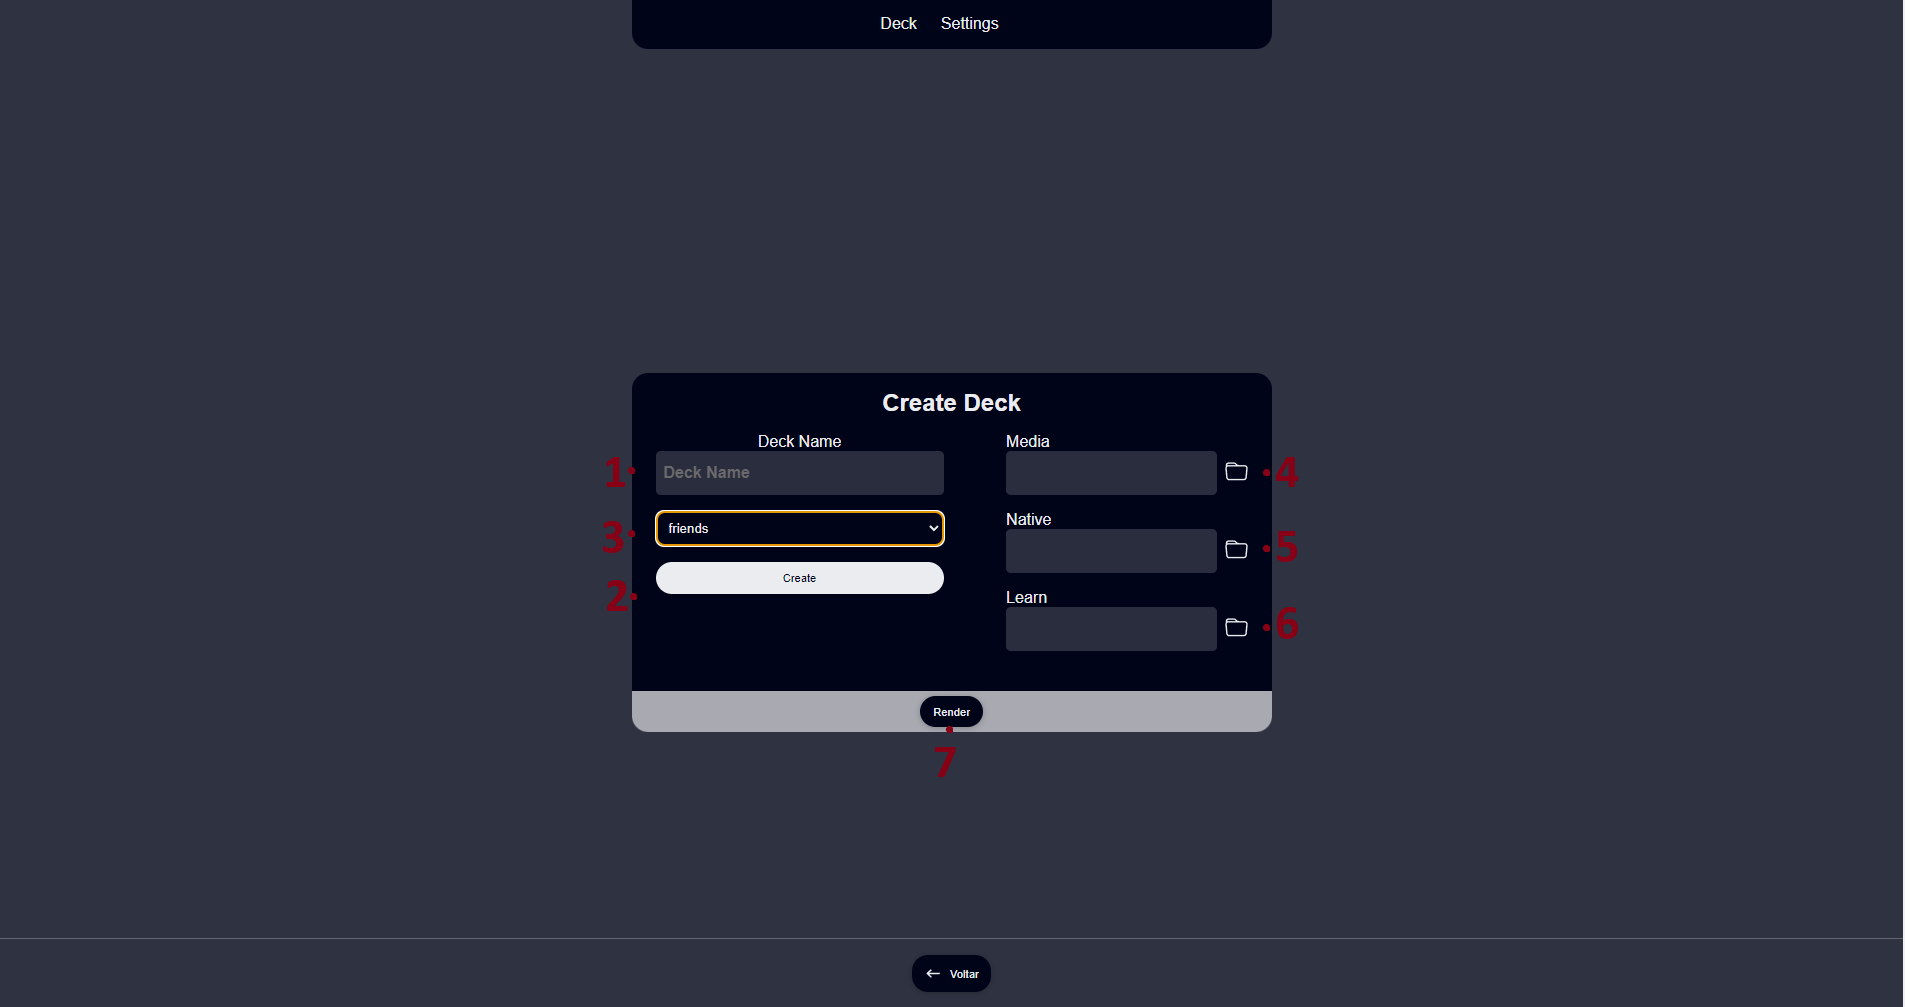 Deck Settings
Create Deck
Deck Name
Deck Name
1
friends
3
Create
2
Media
4
Native
5
Learn
6
Render
7
Voltar